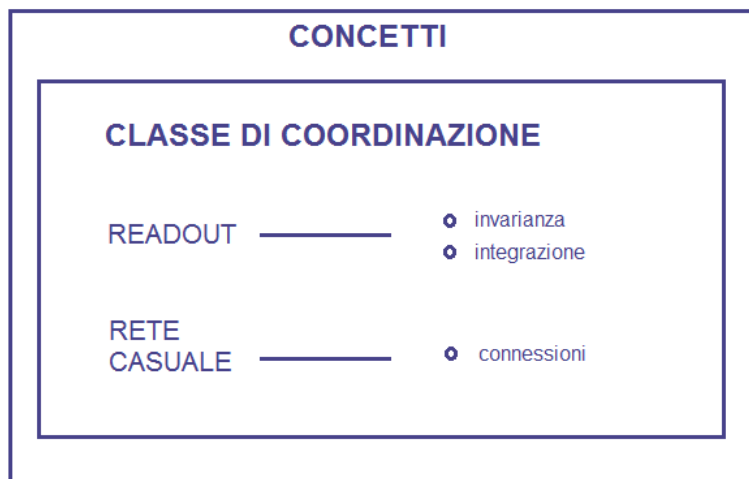 CONCETTI
CLASSE DI COORDINAZIONE
READOUT
invarianza
integrazione
RETE
CASUALE
connessioni